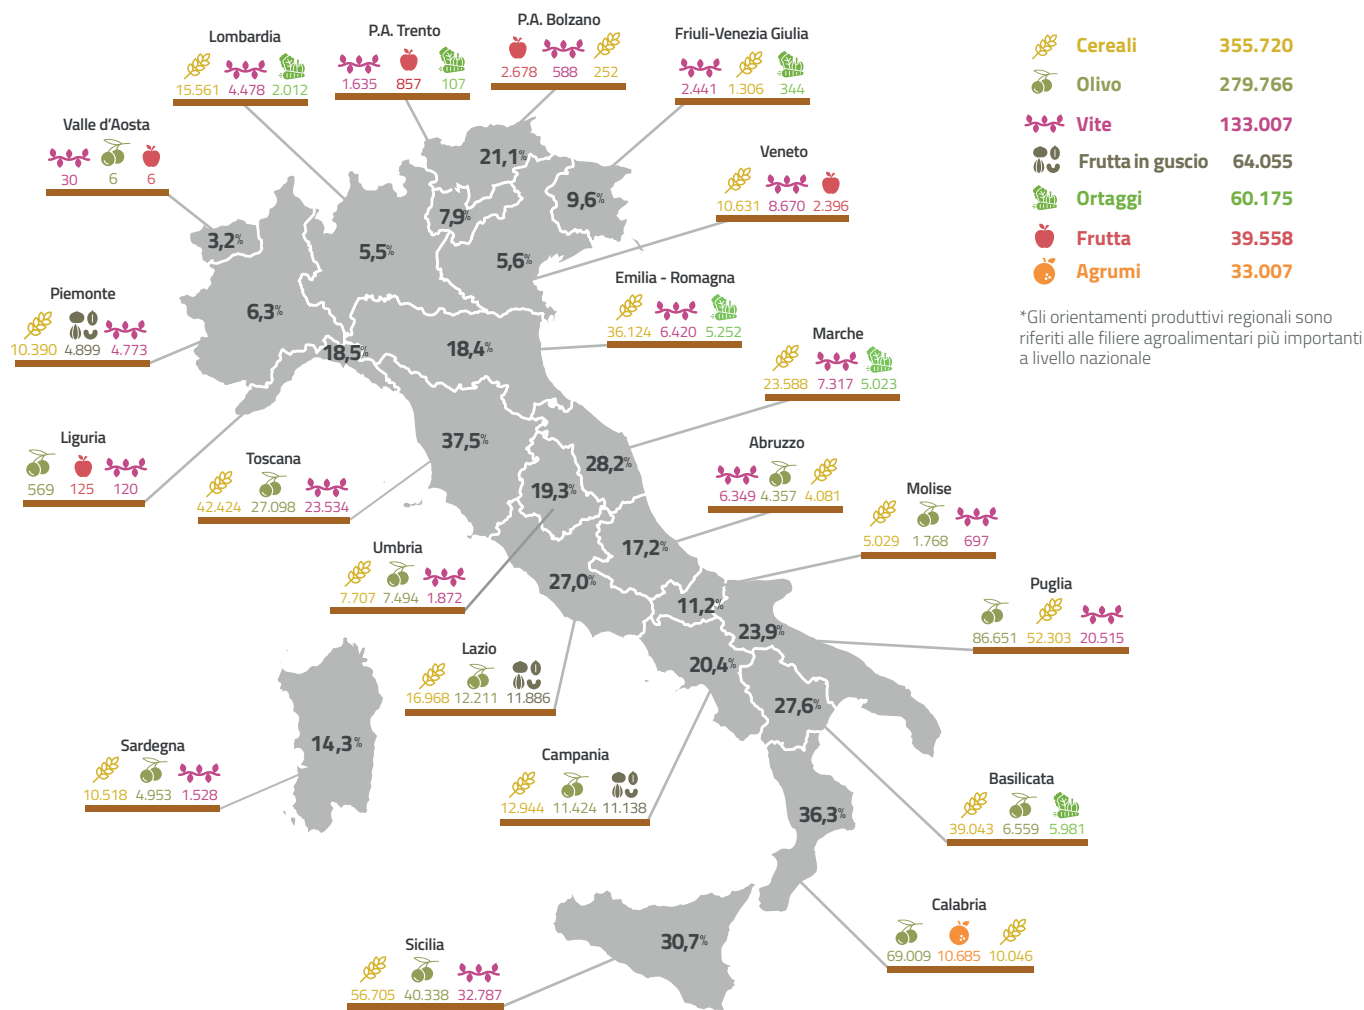 P.A. Bolzano
2.678 588 252
P.A. Trento
1.635 857 107
Lombardia
15.561 4.478 2.012
Friuli-Venezia Giulia
2.441 1.306 344
Valle d'Aosta
30 6 6
Veneto
10.631 8.670 2.396
Piemonte
10.390 4.899 4.773
Emilia - Romagna
36.124 6.420 5.252
Marche
23.588 7.317 5.023
Liguria
569 125 120
Toscana
42.424 27.098 23.534
Abruzzo
6.349 4.357 4.081
Molise
5.029 1.768 697
Umbria
7.707 7.494 1.872
Puglia
86.651 52.303 20.515
Lazio
16.968 12.211 11.886
Sardegna
10.518 4.953 1.528
Campania
12.944 11.424 11.138
Basilicata
39.043 6.559 5.981
Calabria
69.009 10.685 10.046
Sicilia
56.705 40.338 32.787
21,1%
7,9%
9,6%
3,2%
5,5%
5,6%
6,3%
18,5%
18,4%
37,5%
28,2%
19,3%
17,2%
27,0%
11,2%
23,9%
20,4%
27,6%
14,3%
36,3%
30,7%
Cereali 355.720
Olivo 279.766
Vite 133.007
Frutta in guscio 64.055
Ortaggi 60.175
Frutta 39.558
Agrumi 33.007
*Gli orientamenti produttivi regionali sono
riferiti alle filiere agroalimentari più importanti
a livello nazionale